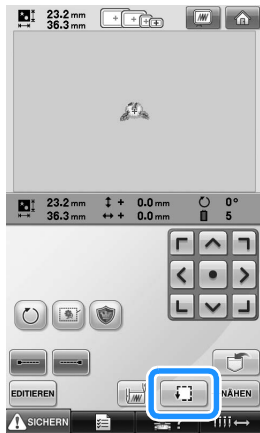 23.2 mm
36.3 mm
23.2 mm + 0.0 mm 0°
36.3 mm + 0.0 mm 5
EDITIEREN
NÄHEN
SICHERN ?